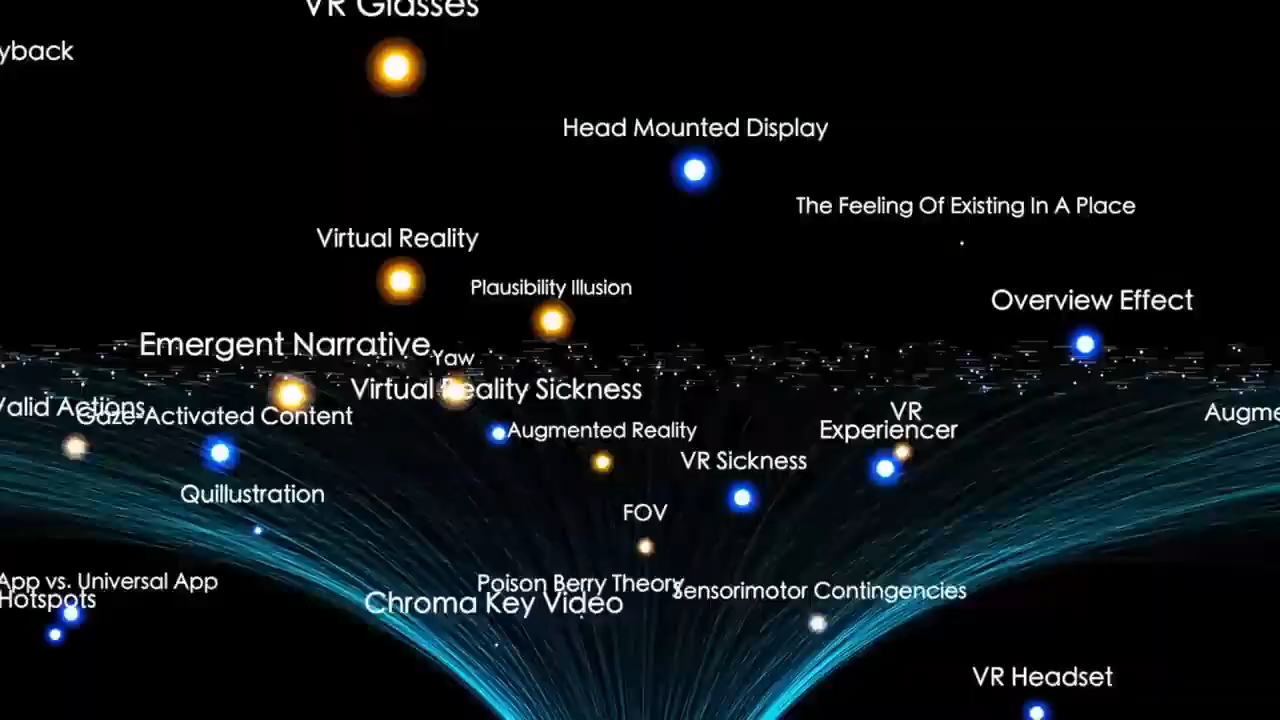 VR Glasses
yback
Head Mounted Display
The Feeling Of Existing In A Place
Virtual Reality
Plausibility Illusion
Overview Effect
Emergent Narrative
Yaw
Virtual Reality Sickness
Valid Actions
Gaze-Activated Content
VR
Experiencer
Augme
Augmented Reality
VR Sickness
Quillustration
FOV
App vs. Universal App
Hotspots
Poison Berry Theory
Chroma Key Video
Sensorimotor Contingencies
VR Headset